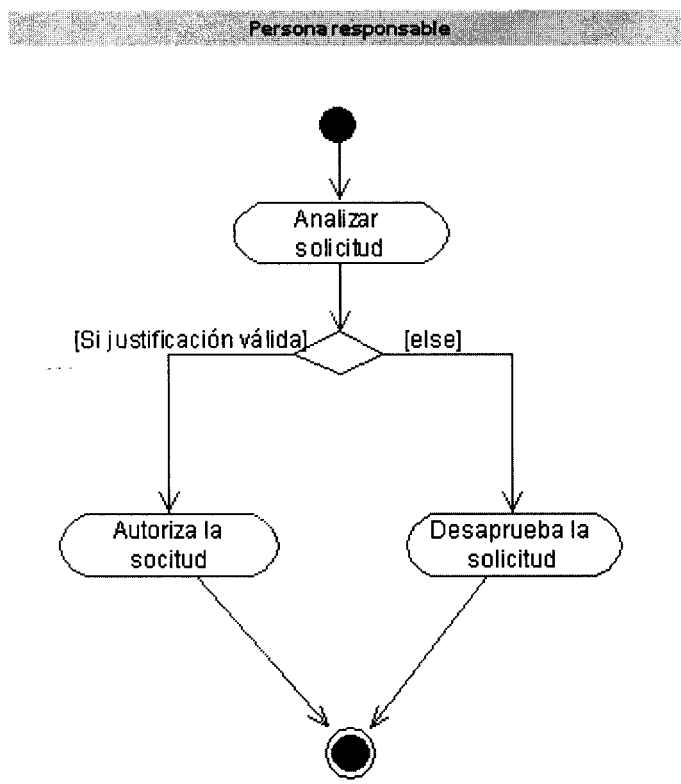 Persona responsable
Analizar
solicitud
[Si justificación válida]
[else]
Autoriza la
socitud
Desaprueba la
solicitud